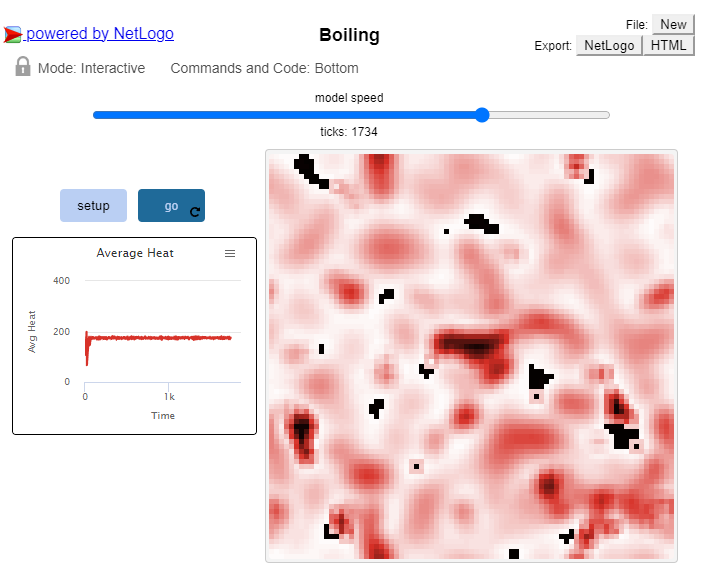 powered by NetLogo
Boiling
File: New
Export: NetLogo HTML
Mode: Interactive Commands and Code: Bottom
model speed
ticks: 1734
setup
go
Average Heat
Avg Heat
400
200
0
0 1k
Time